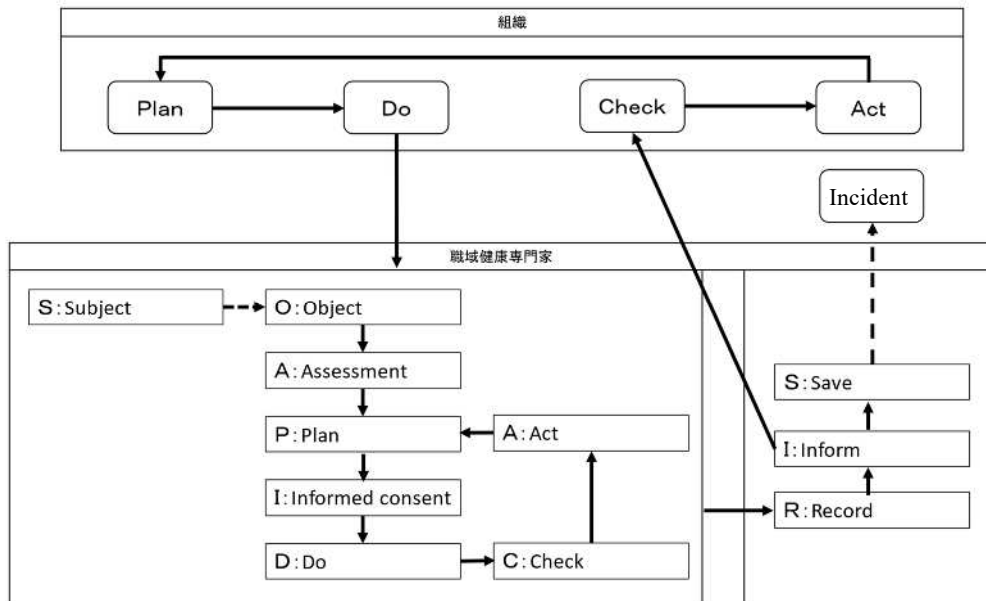 組織
Plan
Do
Check
Act
Incident
職域健康専門家
S:Subject
O:Object
A:Assessment
P:Plan
A:Act
I:Informed consent
D:Do
C:Check
S:Save
I:Inform
R:Record